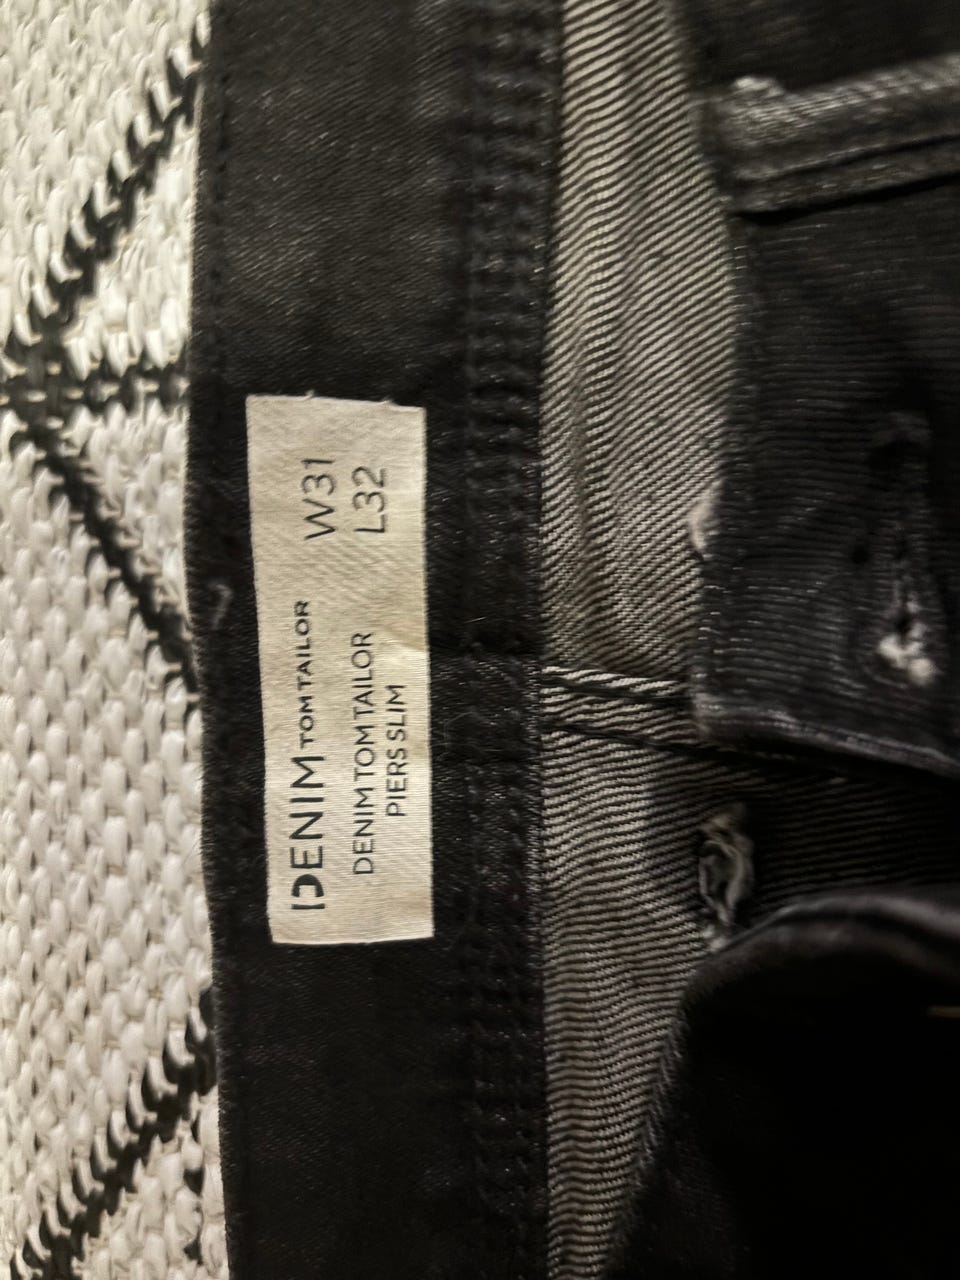 DENIM TOM TAILOR W31
DENIM TOM TAILOR L32
PIERS SLIM